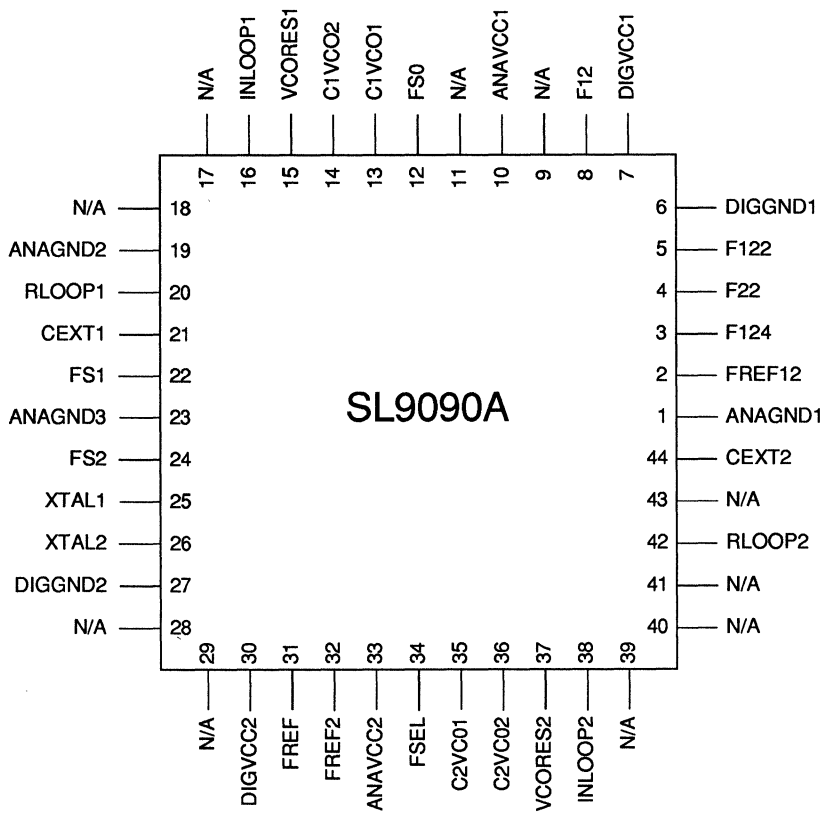 N/A
INLOOP1
VCORES1
C1VCO2
C1VCO1
FS0
N/A
ANAVCC1
N/A
F12
DIGVCC1
17
16
15
14
13
12
11
10
9
8
7
N/A 18
ANAGND2 19
RLOOP1 20
CEXT1 21
FS1 22
ANAGND3 23
FS2 24
XTAL1 25
XTAL2 26
DIGGND2 27
N/A 28
SL9090A
6 DIGGND1
5 F122
4 F22
3 F124
2 FREF12
1 ANAGND1
44 CEXT2
43 N/A
42 RLOOP2
41 N/A
40 N/A
29
30
31
32
33
34
35
36
37
38
39
N/A
DIGVCC2
FREF
FREF2
ANAVCC2
FSEL
C2VC01
C2VC02
VCORES2
INLOOP2
N/A